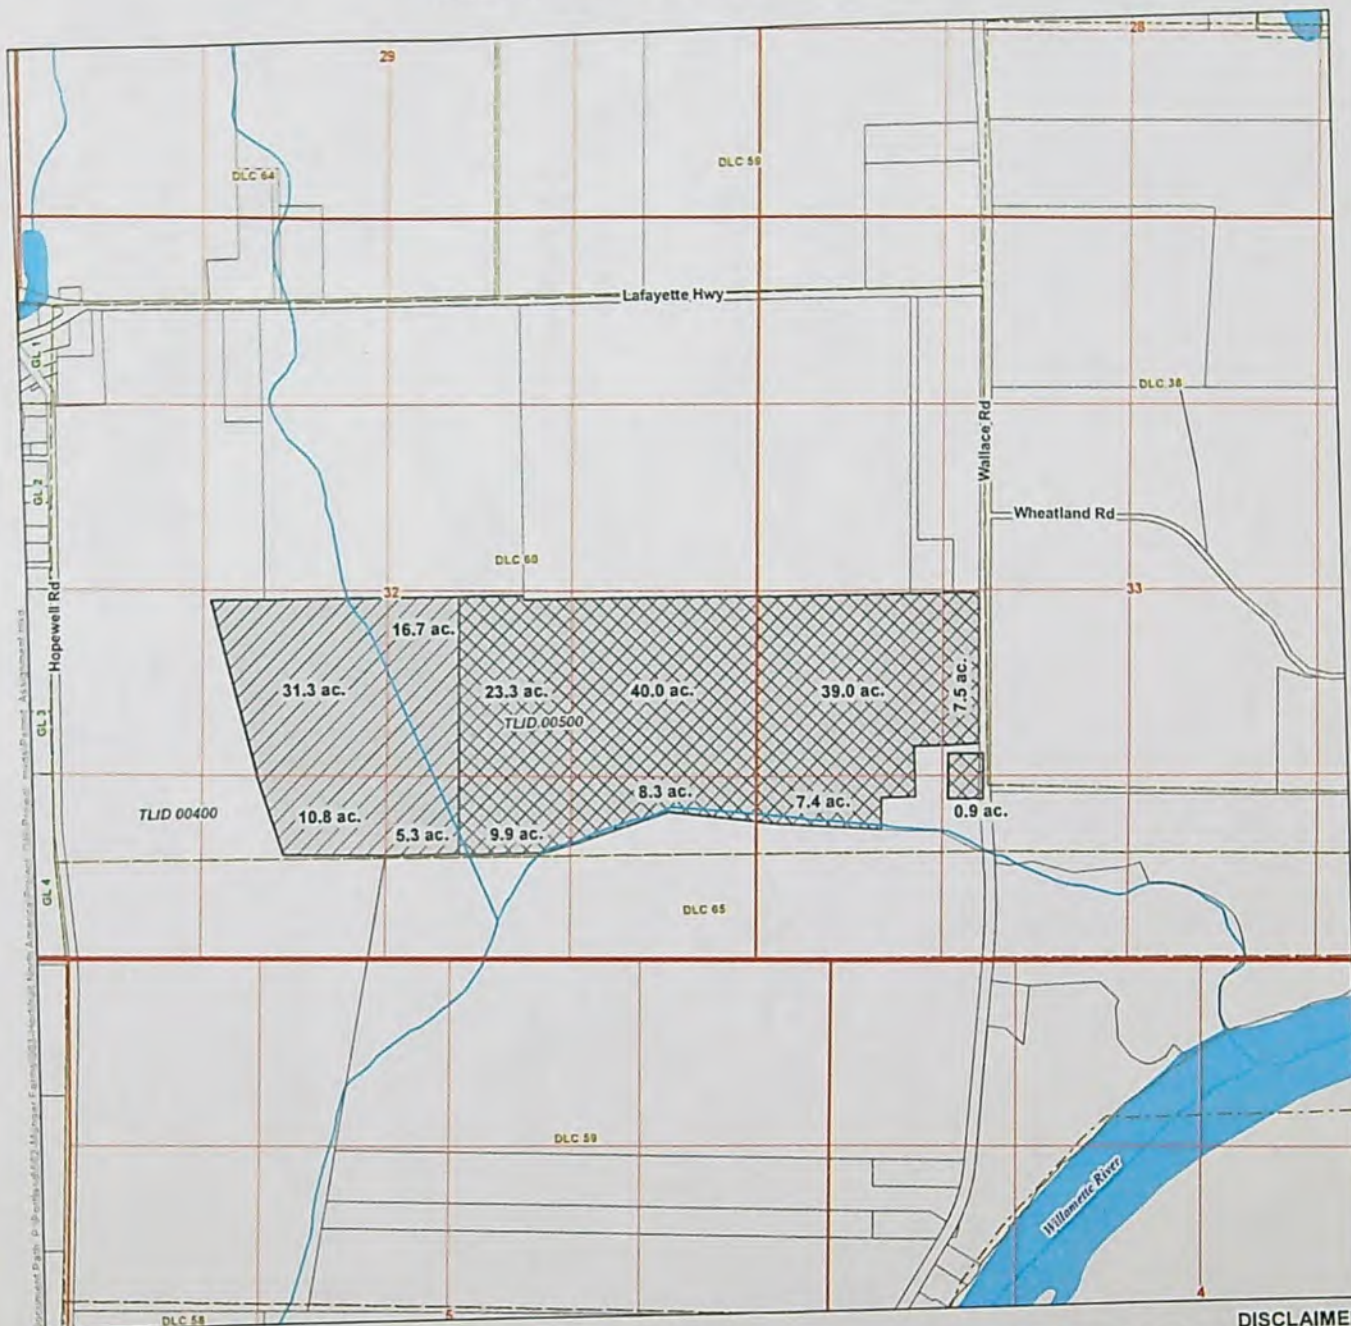 29
28
DLC 64
DLC 59
Lafayette Hwy
GL 1
DLC 38
Wallace Rd
GL 2
Wheatland Rd
DLC 60
32
33
Hopewell Rd
16.7 ac.
31.3 ac.
23.3 ac.
40.0 ac.
39.0 ac.
7.5 ac.
TLID 00500
GL 3
TLID 00400
10.8 ac.
5.3 ac.
9.9 ac.
8.3 ac.
7.4 ac.
0.9 ac.
GL 4
DLC 65
DLC 59
Willamette River
4
5
DLC 58
DISCLAIME